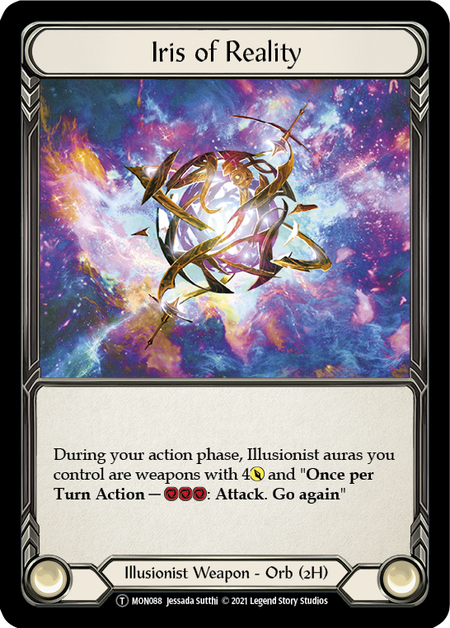 Iris of Reality
During your action phase, Illusionist auras you
control are weapons with 4 and "Once per
Turn Action — : Attack. Go again"
Illusionist Weapon - Orb (2H)
T MON088 Jessada Sutthi © 2021 Legend Story Studios